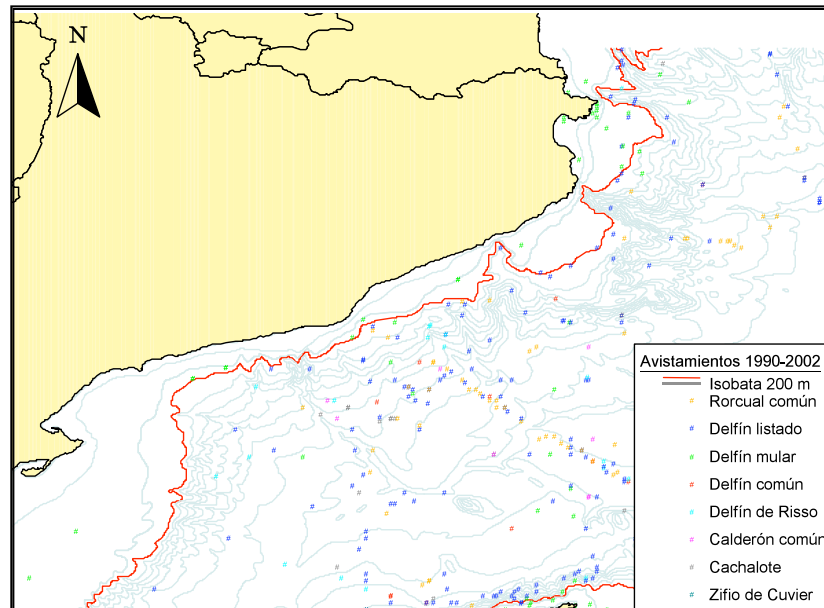 N
Avistamientos 1990-2002
Isobata 200 m
# Rorcual común
# Delfín listado
# Delfín mular
# Delfín común
# Delfín de Risso
# Calderón común
# Cachalote
# Zifio de Cuvier